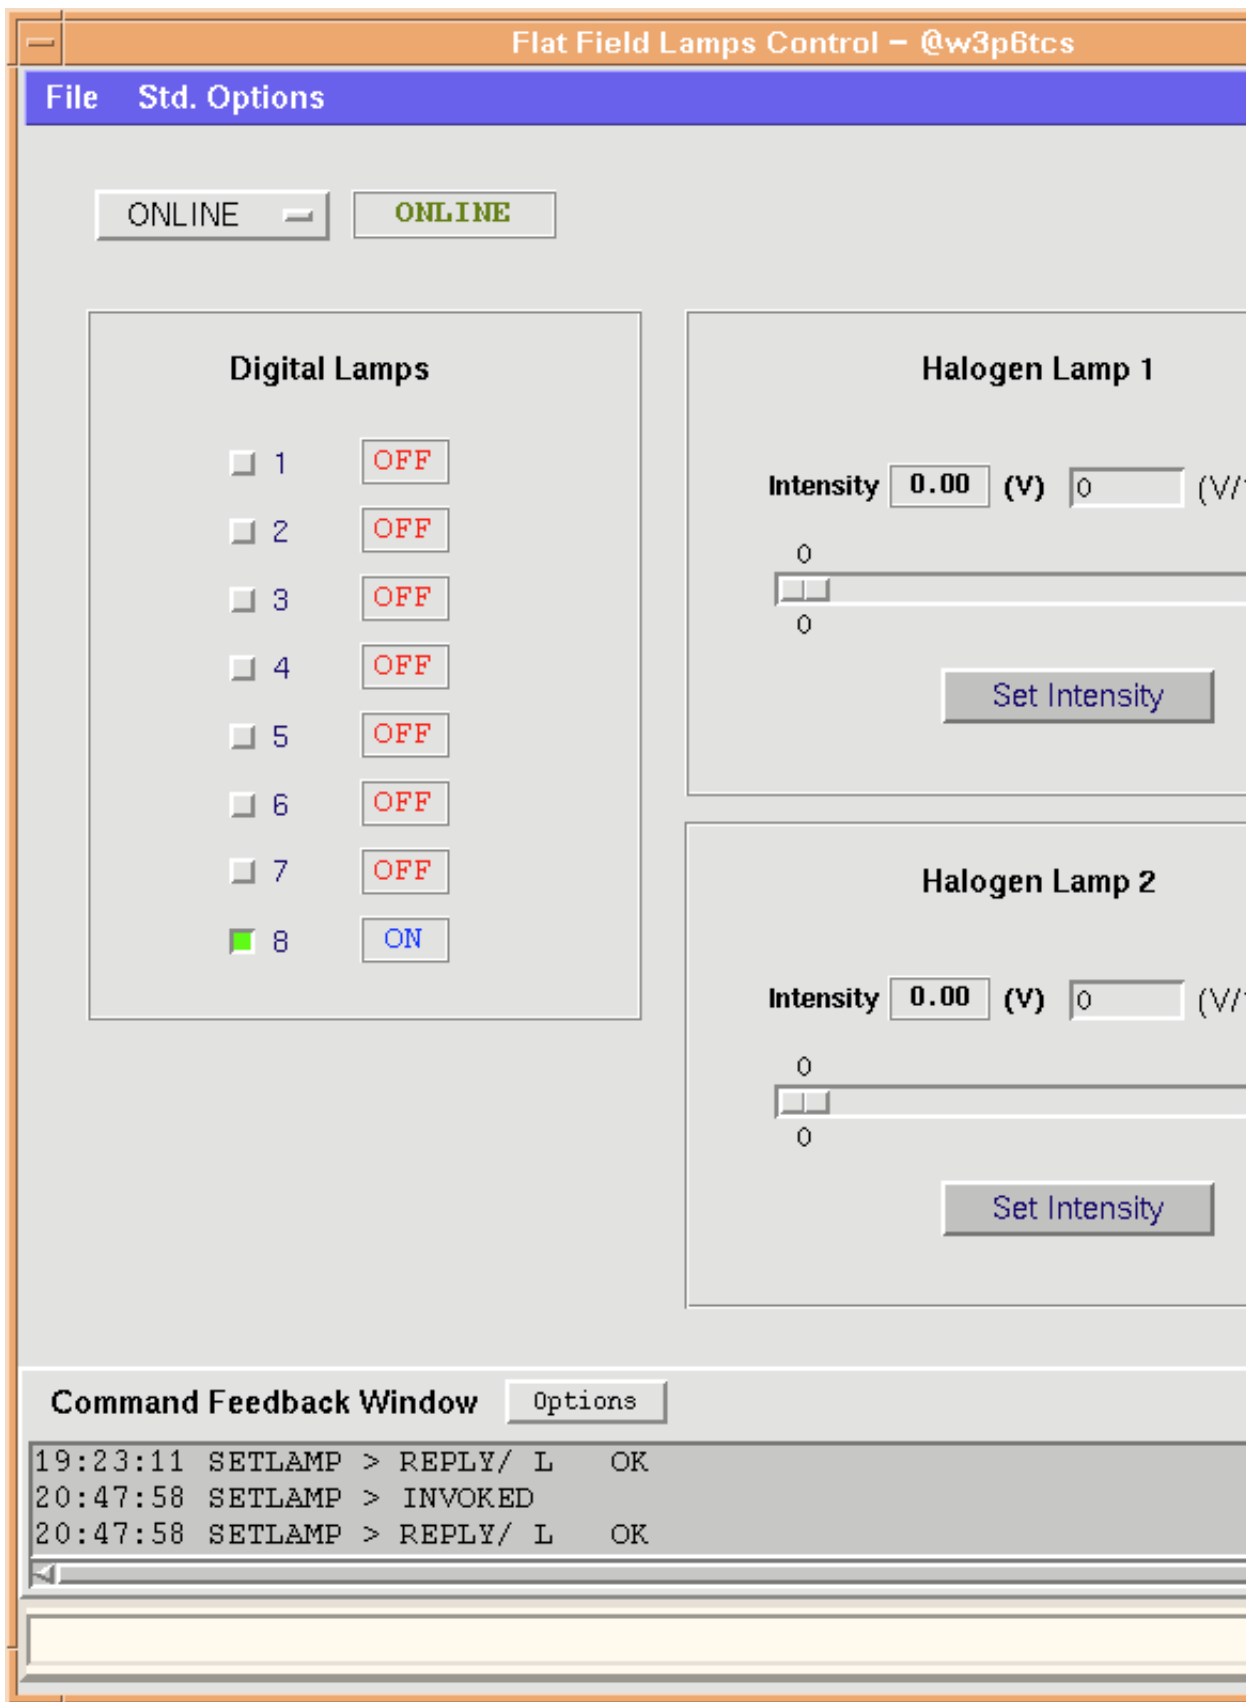 Flat Field Lamps Control – @w3p6tcs
File Std. Options
ONLINE ONLINE
Digital Lamps
1 OFF
2 OFF
3 OFF
4 OFF
5 OFF
6 OFF
7 OFF
8 ON
Halogen Lamp 1
Intensity 0.00 (V) 0
0
0
Set Intensity
Halogen Lamp 2
Intensity 0.00 (V) 0
0
0
Set Intensity
Command Feedback Window Options
19:23:11 SETLAMP > REPLY/ L OK
20:47:58 SETLAMP > INVOKED
20:47:58 SETLAMP > REPLY/ L OK